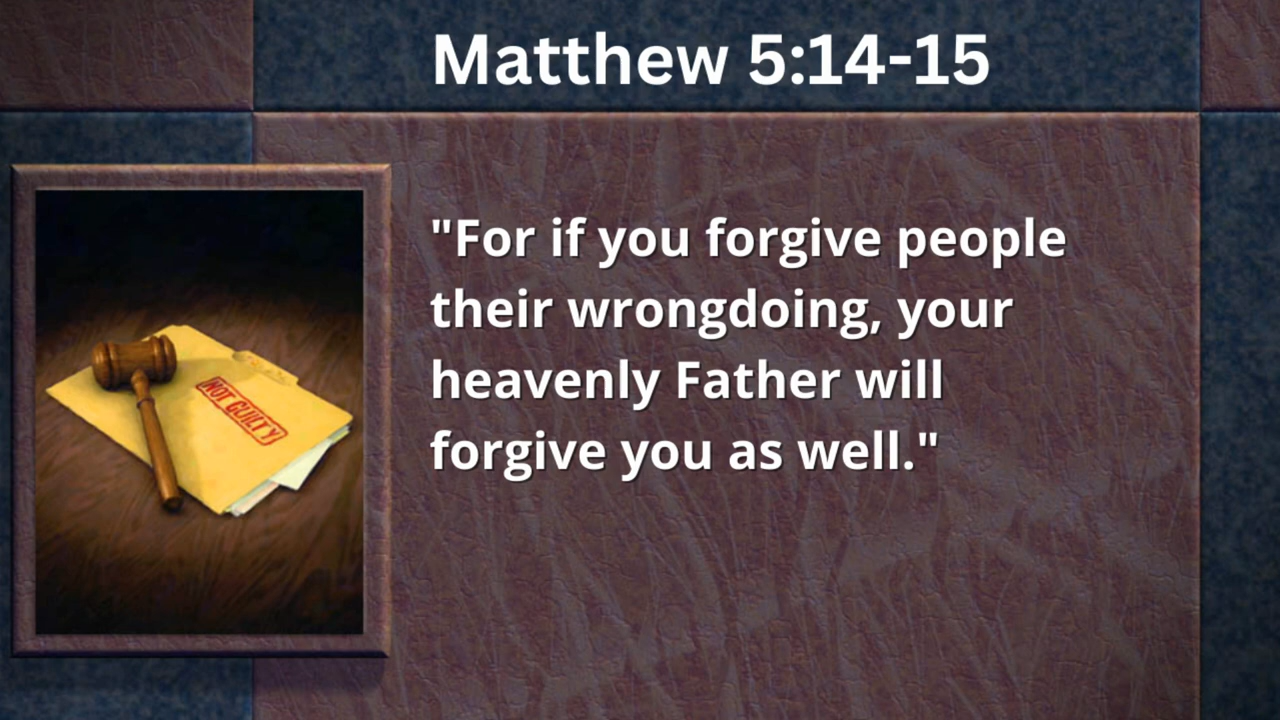 Matthew 5:14-15
"For if you forgive people
their wrongdoing, your
heavenly Father will
forgive you as well."
NOT GUILTY